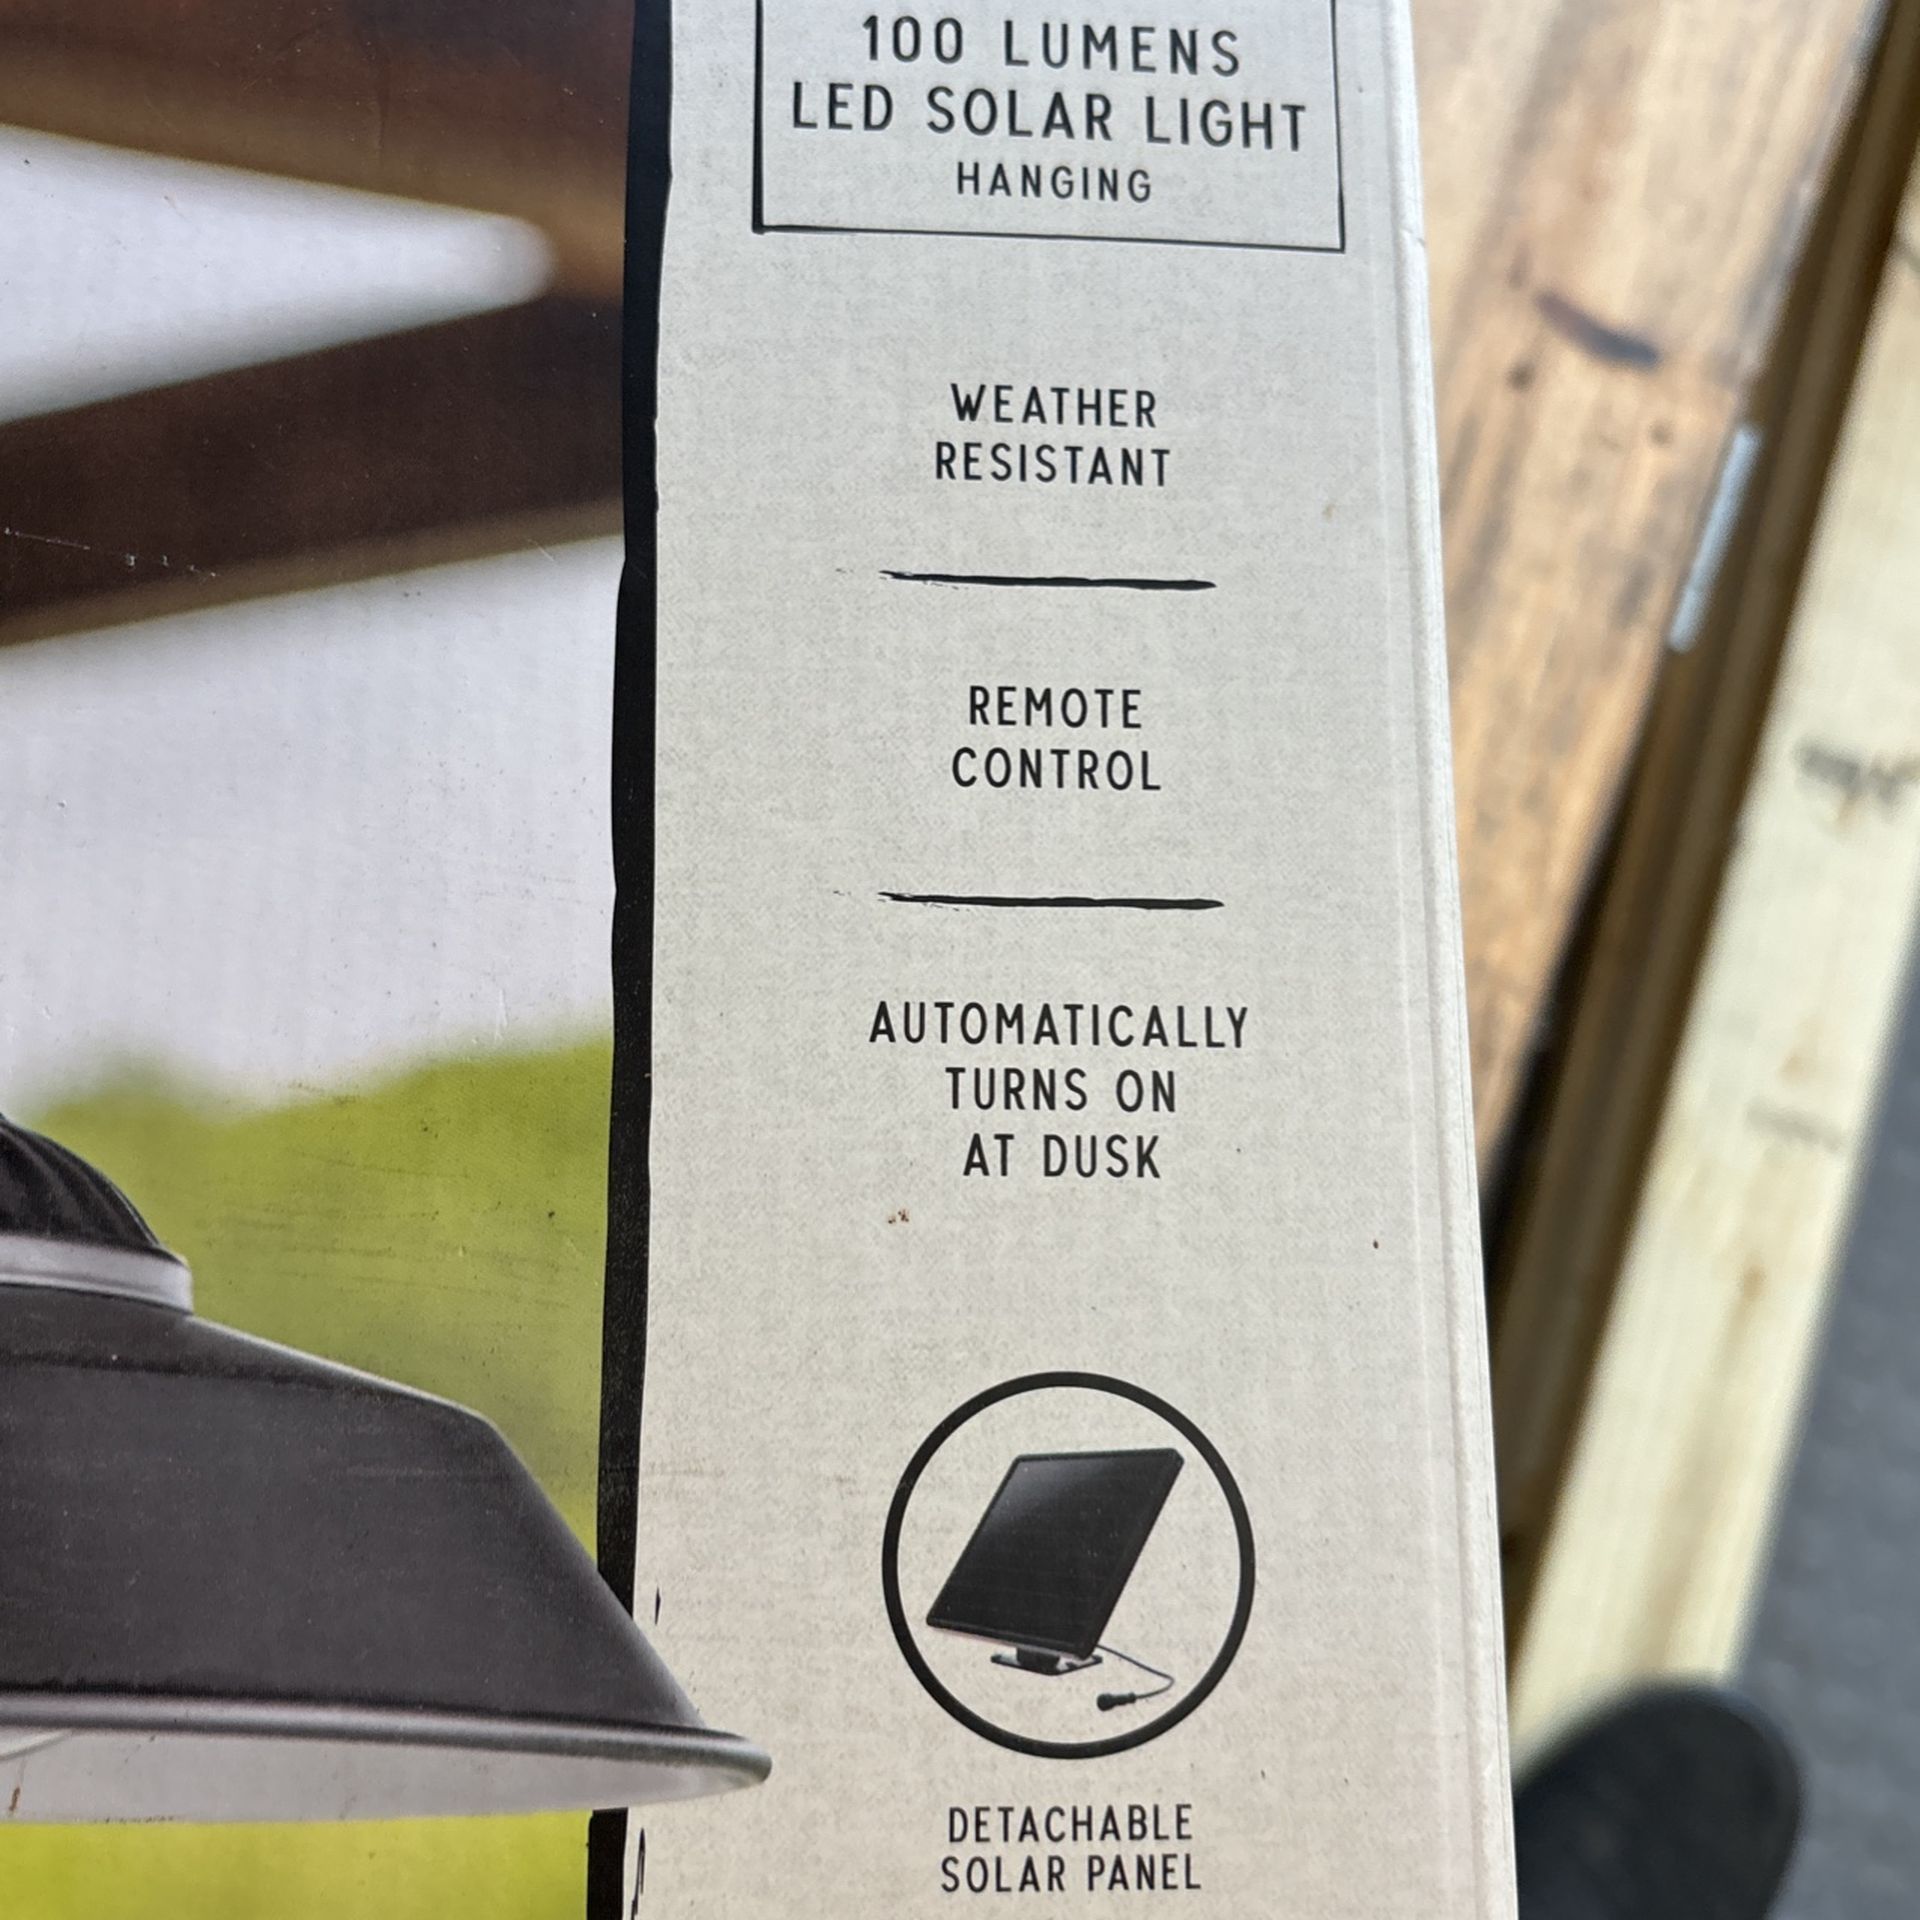 100 LUMENS
LED SOLAR LIGHT
HANGING
WEATHER
RESISTANT
REMOTE
CONTROL
AUTOMATICALLY
TURNS ON
AT DUSK
DETACHABLE
SOLAR PANEL